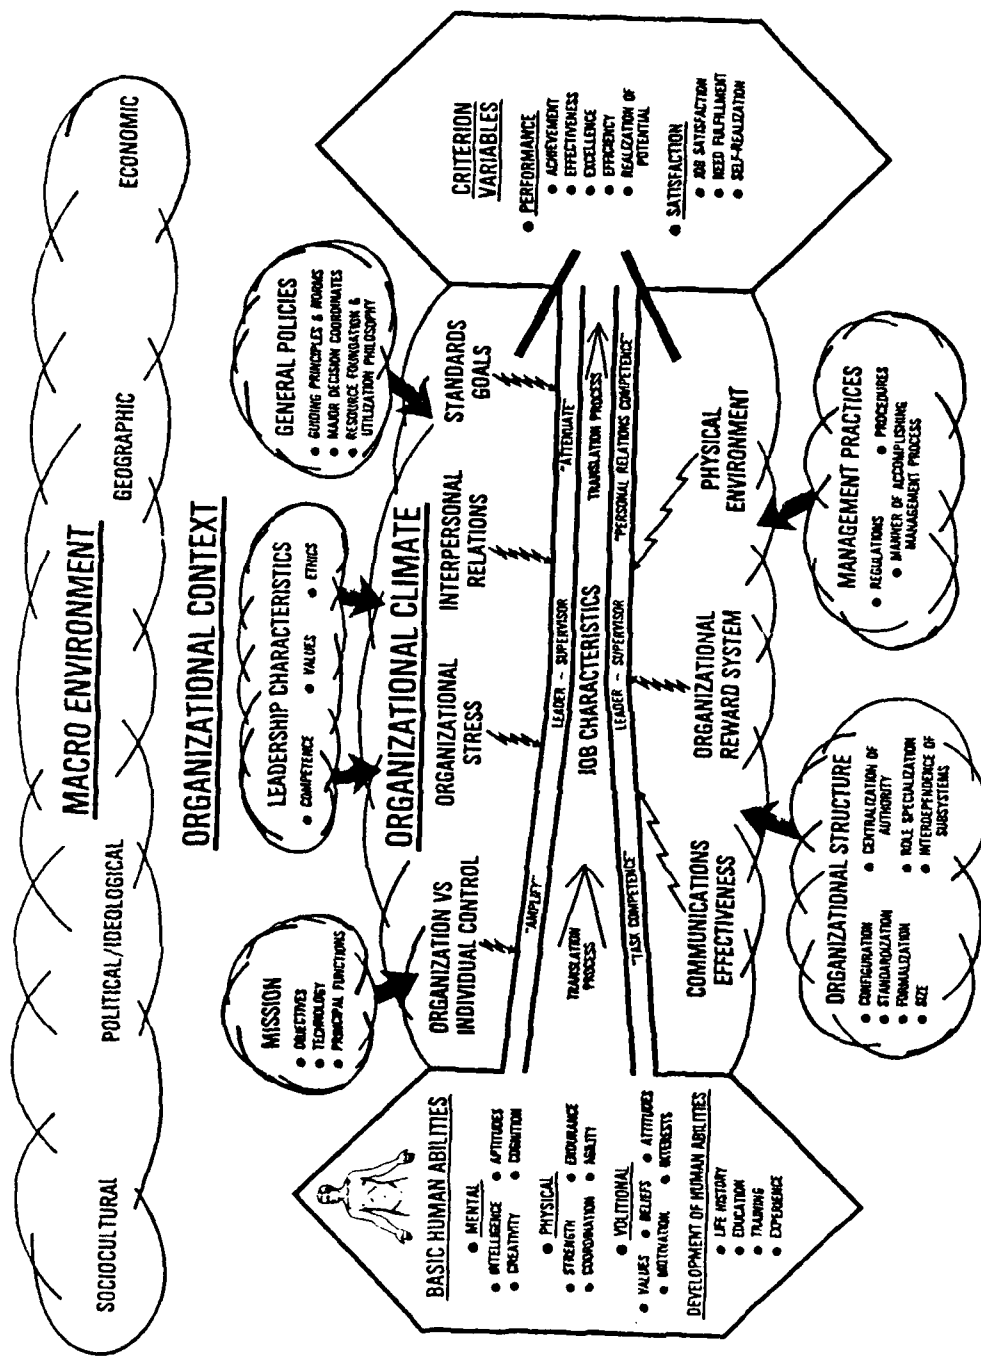 MACRO ENVIRONMENT
SOCIOCULTURAL
POLITICAL/IDEOLOGICAL
GEOGRAPHIC
ECONOMIC
ORGANIZATIONAL CONTEXT
MISSION
● OBJECTIVES
● TECHNOLOGY
● PRINCIPAL FUNCTIONS
LEADERSHIP CHARACTERISTICS
● COMPETENCE ● VALUES ● ETHICS
GENERAL POLICIES
● GUIDING PRINCIPLES & NORMS
● MAJOR DECISION COORDINATES
● RESOURCE FOUNDATION &
UTILIZATION PHILOSOPHY
ORGANIZATIONAL CLIMATE
ORGANIZATION VS
INDIVIDUAL CONTROL
ORGANIZATIONAL
STRESS
INTERPERSONAL
RELATIONS
STANDARDS
GOALS
BASIC HUMAN ABILITIES
● MENTAL
● INTELLIGENCE ● APTITUDES
● CREATIVITY ● COGNITION
● PHYSICAL
● STRENGTH ● ENDURANCE
● COORDINATION ● AGILITY
● VOLITIONAL
● VALUES ● BELIEFS ● ATTITUDES
● MOTIVATION ● INTERESTS
DEVELOPMENT OF HUMAN ABILITIES
● LIFE HISTORY
● EDUCATION
● TRAINING
● EXPERIENCE
"AMPLIFY"
LEADER - SUPERVISOR
"ATTENUATE"
TRANSLATION
PROCESS
JOB CHARACTERISTICS
TRANSLATION PROCESS
"TASK COMPETENCE"
LEADER - SUPERVISOR
"PERSONAL RELATIONS COMPETENCE"
CRITERION
VARIABLES
● PERFORMANCE
● ACHIEVEMENT
● EFFECTIVENESS
● EXCELLENCE
● EFFICIENCY
● REALIZATION OF
POTENTIAL
● SATISFACTION
● JOB SATISFACTION
● NEED FULFILLMENT
● SELF-REALIZATION
COMMUNICATIONS
EFFECTIVENESS
ORGANIZATIONAL
REWARD SYSTEM
PHYSICAL
ENVIRONMENT
ORGANIZATIONAL STRUCTURE
● CONFIGURATION
● STANDARDIZATION
● FORMALIZATION
● SIZE
● CENTRALIZATION OF
AUTHORITY
● ROLE SPECIALIZATION
● INTERDEPENDENCE OF
SUBSYSTEMS
MANAGEMENT PRACTICES
● REGULATIONS ● PROCEDURES
● MANNER OF ACCOMPLISHING
MANAGEMENT PROCESS